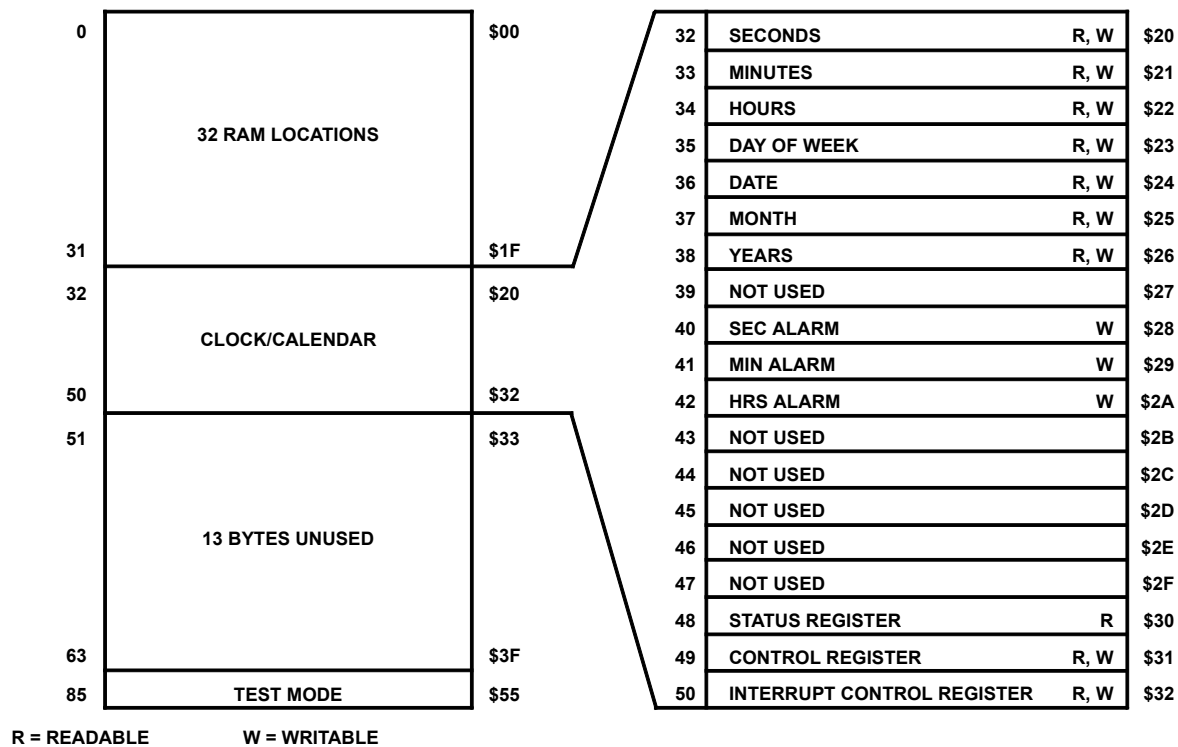 0 $00
32 RAM LOCATIONS
31 $1F
32 $20
CLOCK/CALENDAR
50 $32
51 $33
13 BYTES UNUSED
63 $3F
85 TEST MODE $55
32 SECONDS R, W $20
33 MINUTES R, W $21
34 HOURS R, W $22
35 DAY OF WEEK R, W $23
36 DATE R, W $24
37 MONTH R, W $25
38 YEARS R, W $26
39 NOT USED $27
40 SEC ALARM W $28
41 MIN ALARM W $29
42 HRS ALARM W $2A
43 NOT USED $2B
44 NOT USED $2C
45 NOT USED $2D
46 NOT USED $2E
47 NOT USED $2F
48 STATUS REGISTER R $30
49 CONTROL REGISTER R, W $31
50 INTERRUPT CONTROL REGISTER R, W $32
R = READABLE W = WRITABLE